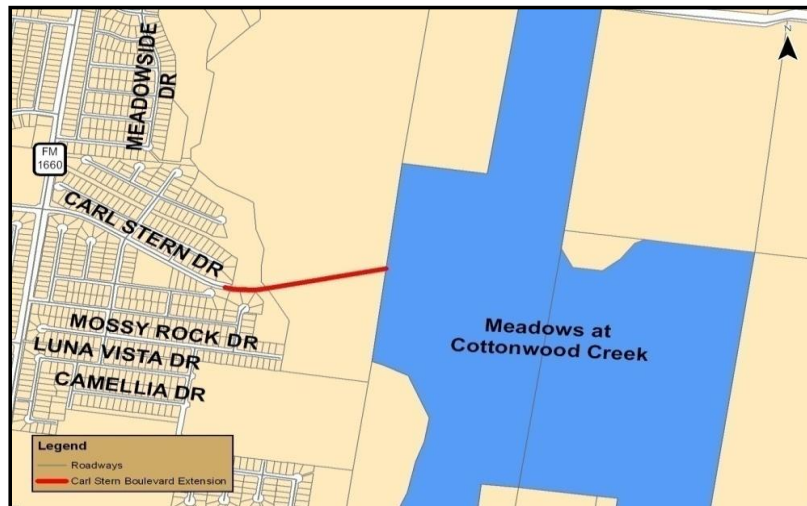 MEADOWSIDE
DR
Z
FM
1660
CARL STERN DR
MOSSY ROCK DR
LUNA VISTA DR
CAMELLIA DR
Meadows at
Cottonwood Creek
Legend
Roadways
Carl Stern Boulevard Extension